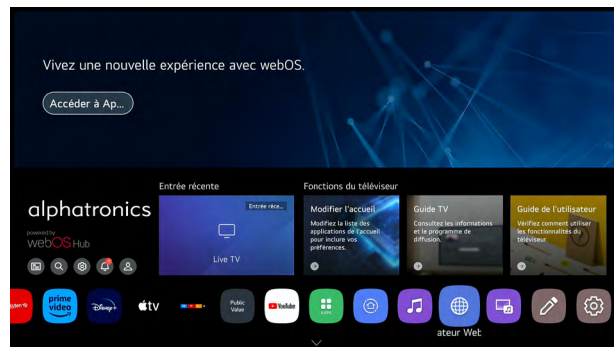 Vivez une nouvelle expérience avec webOS.
Accéder à Ap...
Entrée récente
Fonctions du téléviseur
alphatronics
powered by
webOS Hub
Entrée réce...
Live TV
Modifier l'accueil
Modifiez la liste des
applications de l'accueil
pour inclure vos
préférences.
Guide TV
Consultez les informations
et le programme de
diffusion.
Guide de l'utilisateur
Vérifiez comment utiliser
les fonctionnalités du
téléviseur.
prime
video
Disney+
tv
Public
Value
YouTube
APPS
ateur Web